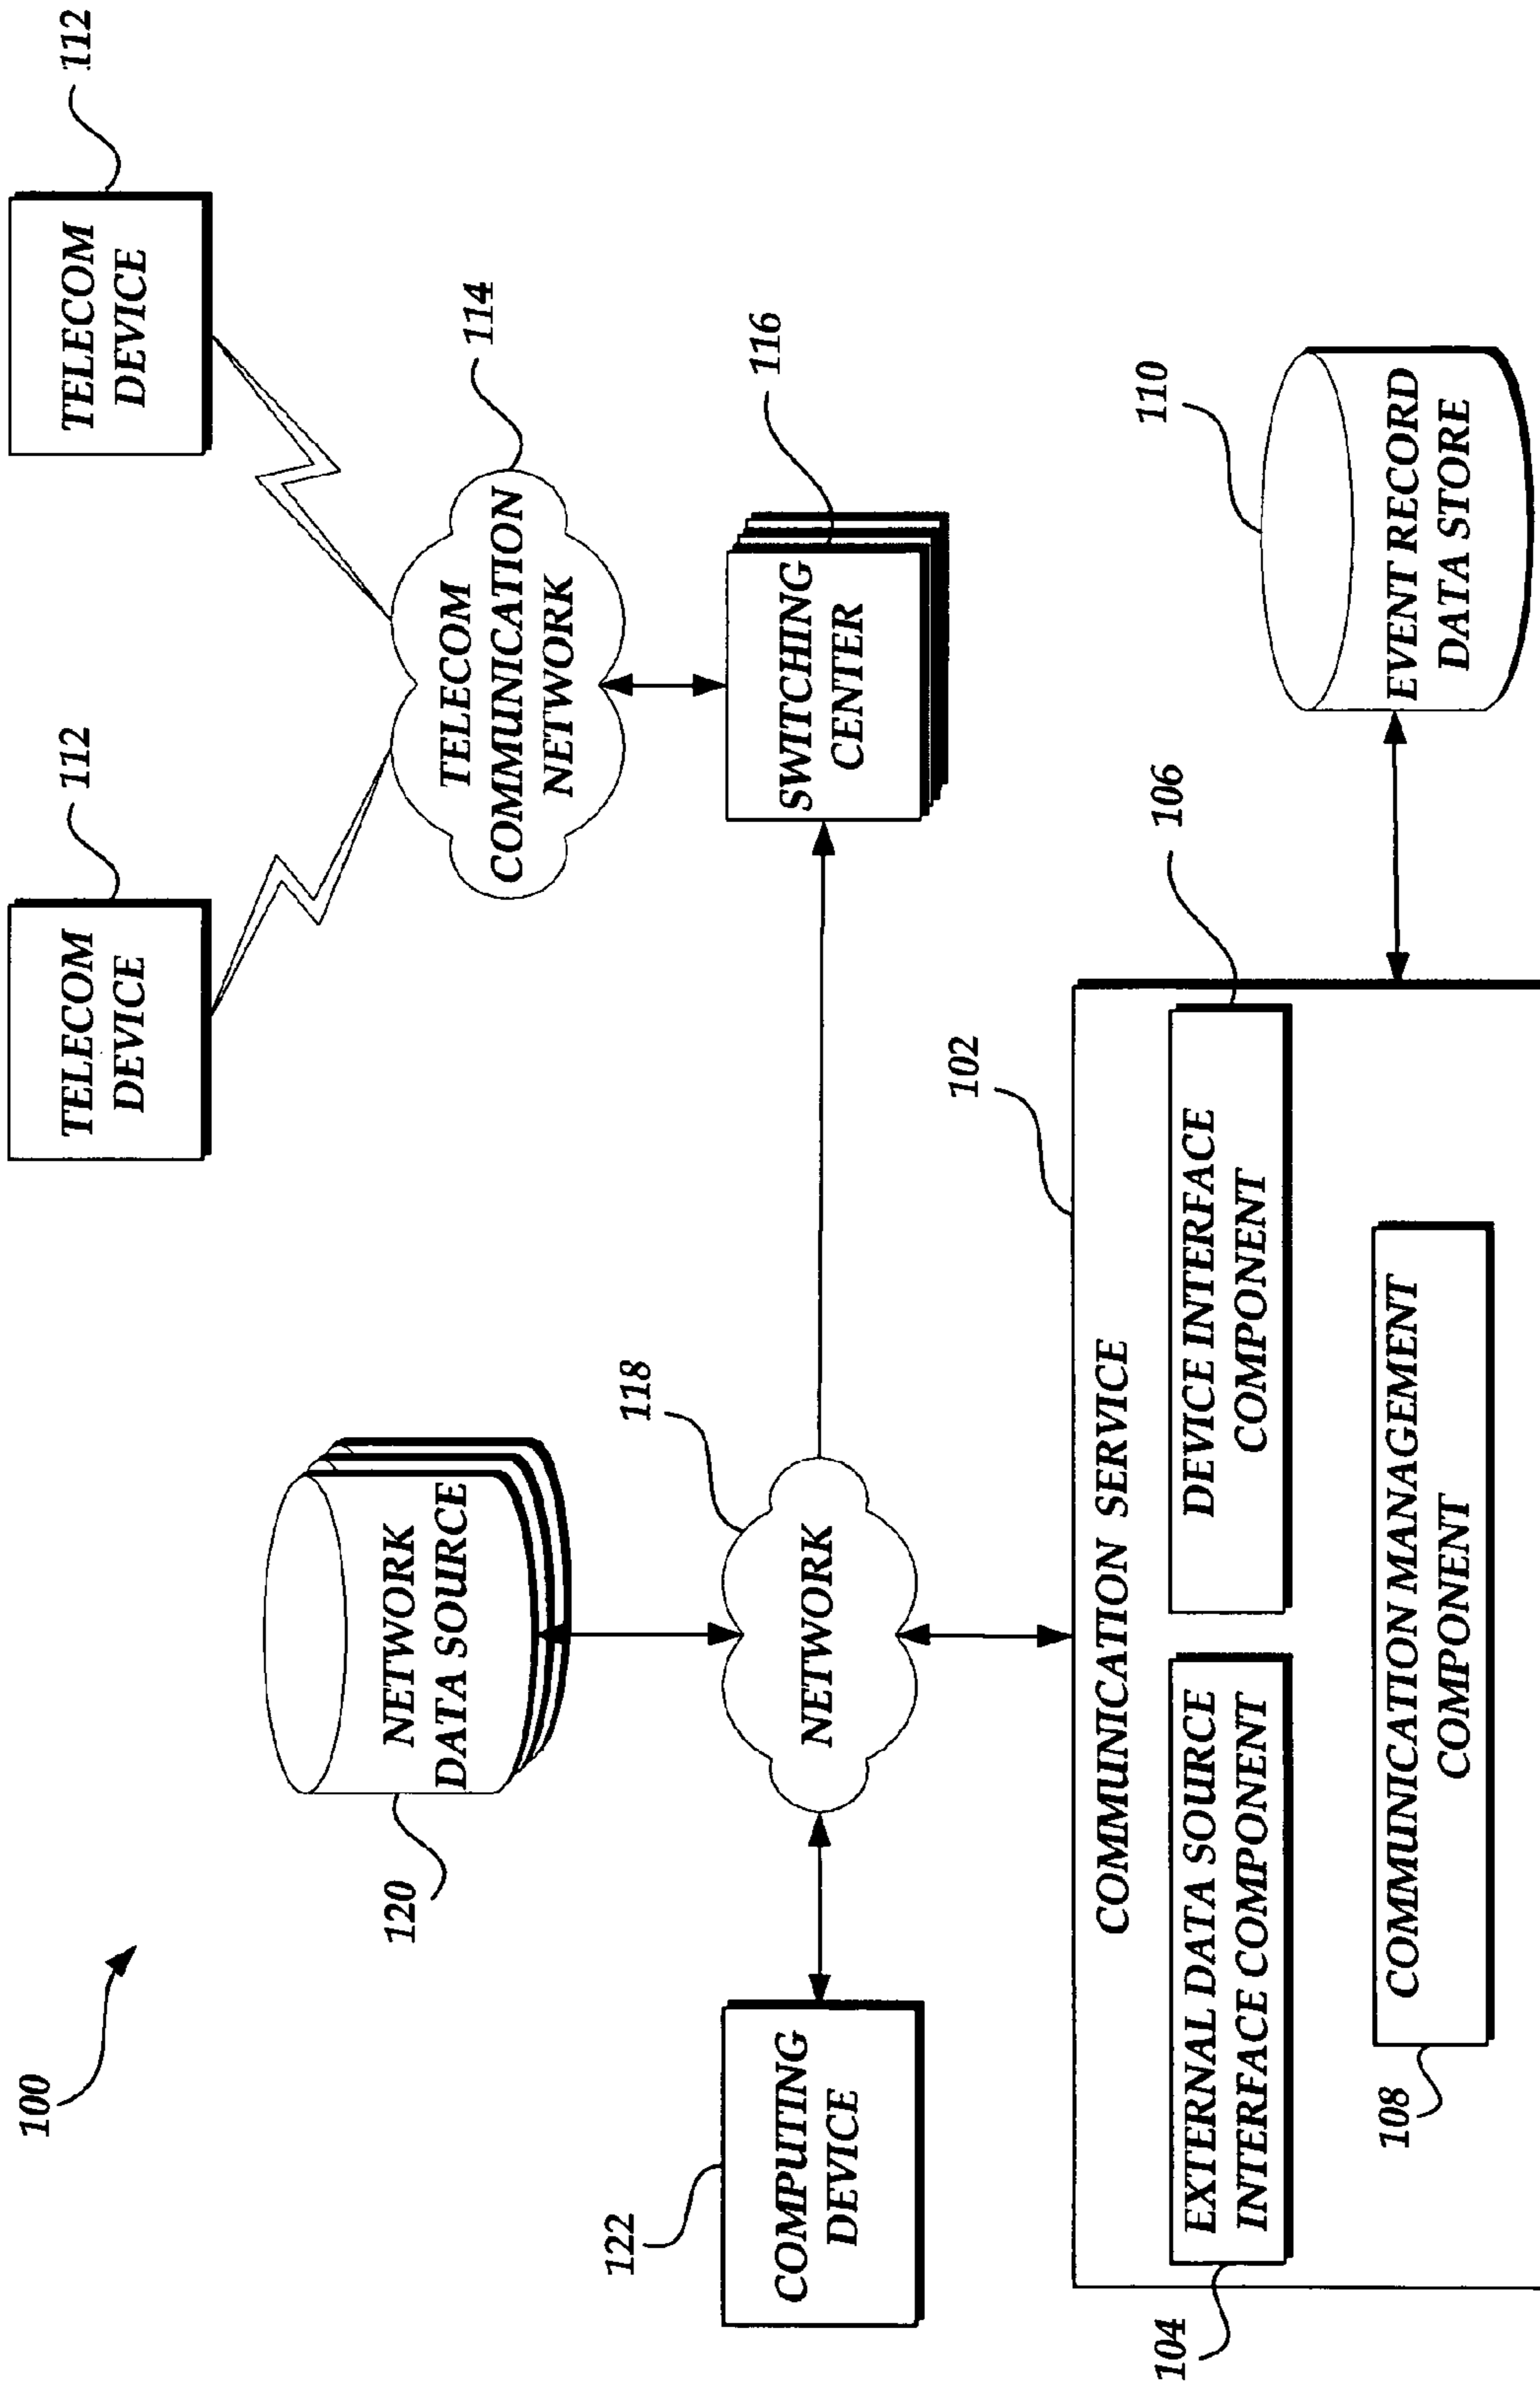 100
112
112
TELECOM
DEVICE
TELECOM
DEVICE
120
NETWORK
DATA SOURCE
114
TELECOM
COMMUNICATION
NETWORK
122
118
116
COMPUTING
DEVICE
NETWORK
SWITCHING
CENTER
102
COMMUNICATION SERVICE
104
106
110
EXTERNAL DATA SOURCE
INTERFACE COMPONENT
DEVICE INTERFACE
COMPONENT
108
COMMUNICATION MANAGEMENT
COMPONENT
EVENT RECORD
DATA STORE